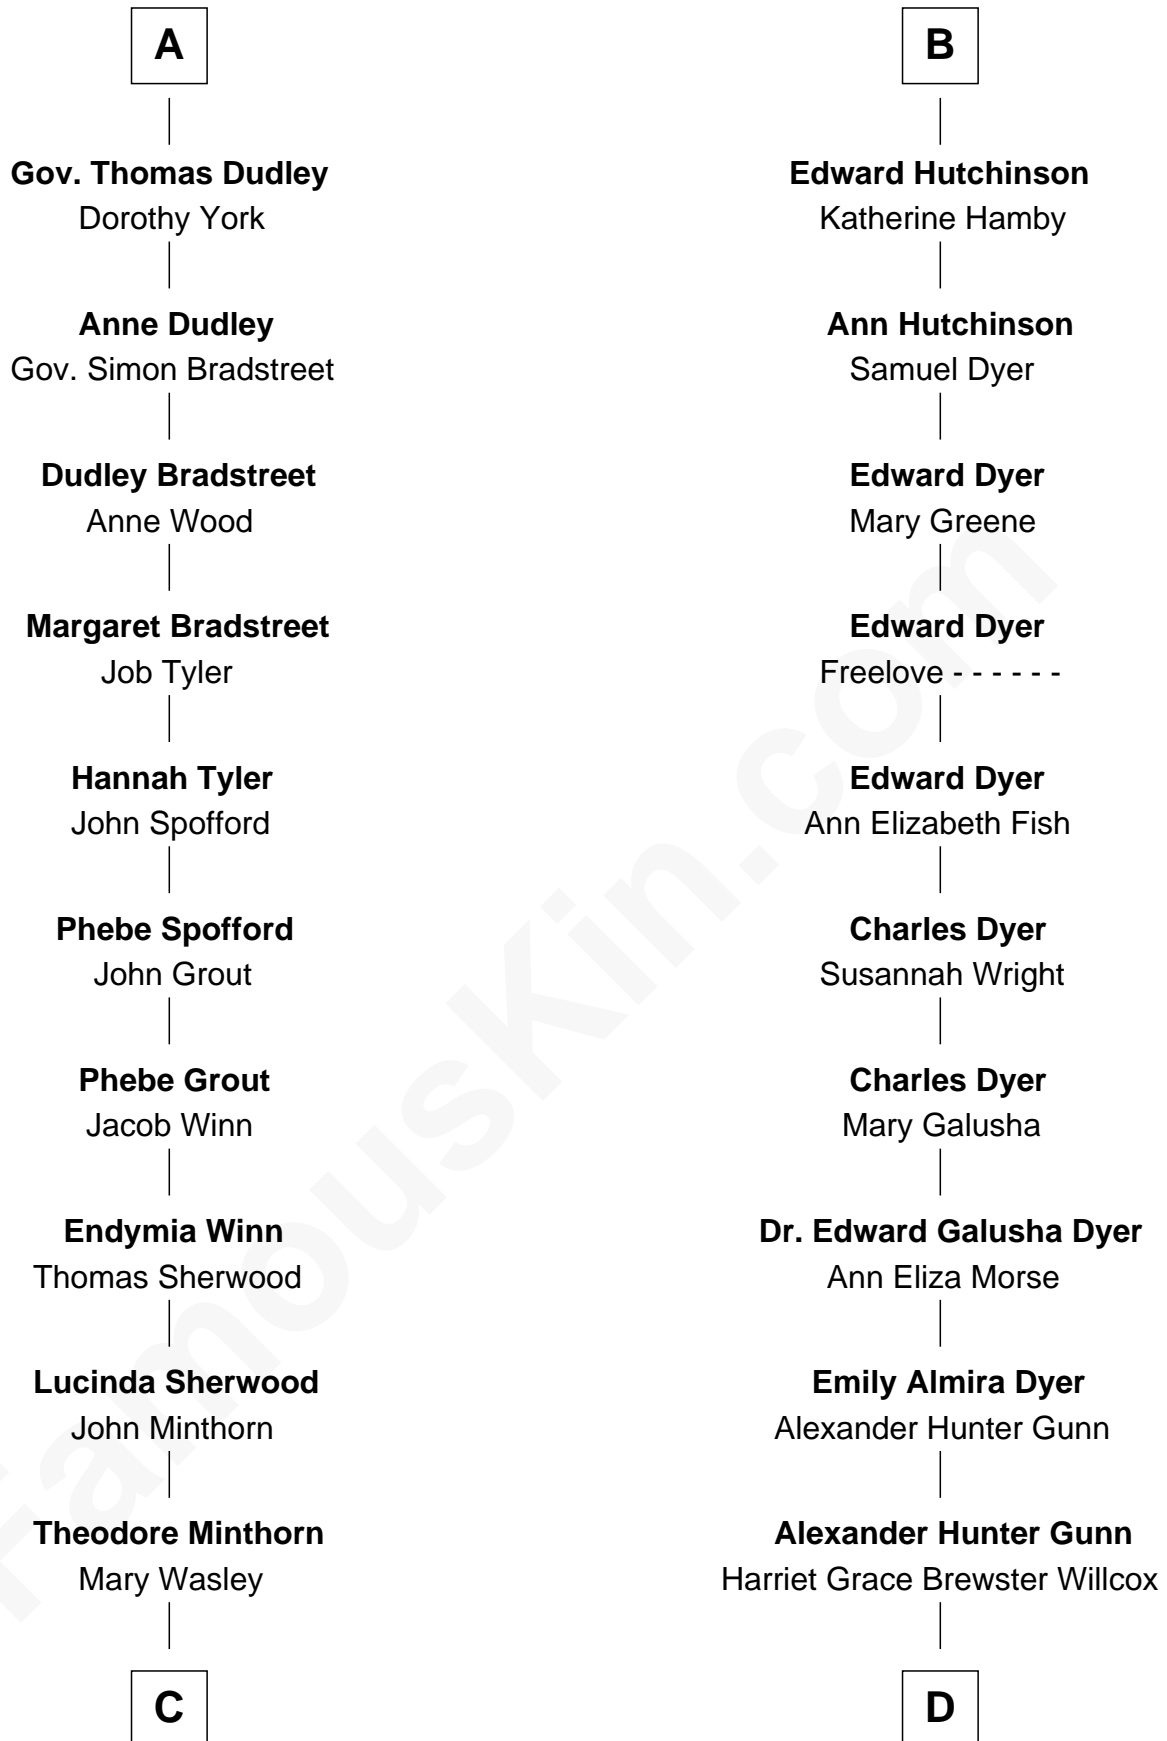 A
Gov. Thomas Dudley
Dorothy York
Anne Dudley
Gov. Simon Bradstreet
Dudley Bradstreet
Anne Wood
Margaret Bradstreet
Job Tyler
Hannah Tyler
John Spofford
Phebe Spofford
John Grout
Phebe Grout
Jacob Winn
Endymia Winn
Thomas Sherwood
Lucinda Sherwood
John Minthorn
Theodore Minthorn
Mary Wasley
C
B
Edward Hutchinson
Katherine Hamby
Ann Hutchinson
Samuel Dyer
Edward Dyer
Mary Greene
Edward Dyer
Freelove - - - - - -
Edward Dyer
Ann Elizabeth Fish
Charles Dyer
Susannah Wright
Charles Dyer
Mary Galusha
Dr. Edward Galusha Dyer
Ann Eliza Morse
Emily Almira Dyer
Alexander Hunter Gunn
Alexander Hunter Gunn
Harriet Grace Brewster Willcox
D
FamousKin.com